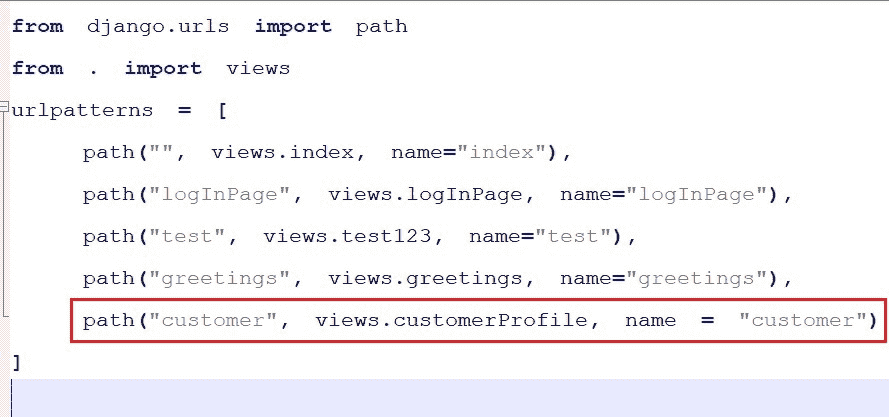 from django.urls import path
from . import views
urlpatterns = [
path("", views.index, name="index"),
path("logInPage", views.logInPage, name="logInPage"),
path("test", views.test123, name="test"),
path("greetings", views.greetings, name="greetings"),
path("customer", views.customerProfile, name = "customer")
]